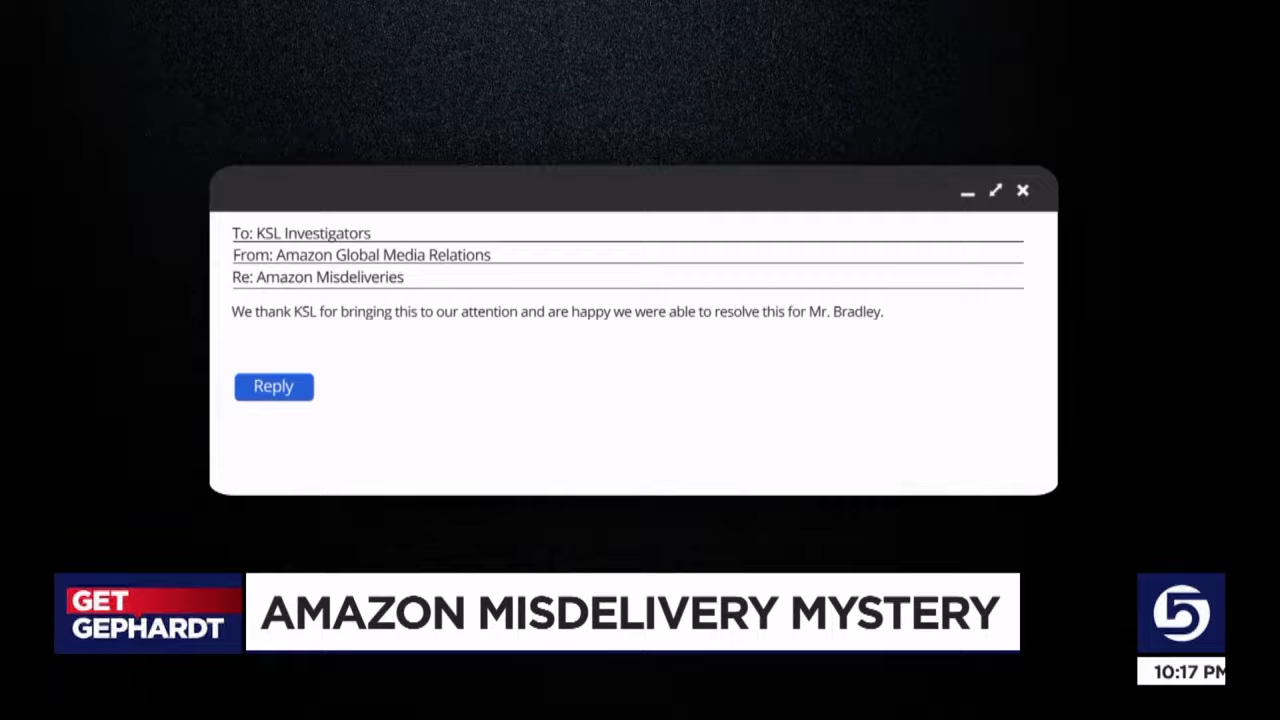 To: KSL Investigators
From: Amazon Global Media Relations
Re: Amazon Misdeliveries
We thank KSL for bringing this to our attention and are happy we were able to resolve this for Mr. Bradley.
Reply
GET
GEPHARDT
AMAZON MISDELIVERY MYSTERY
5
10:17 PM